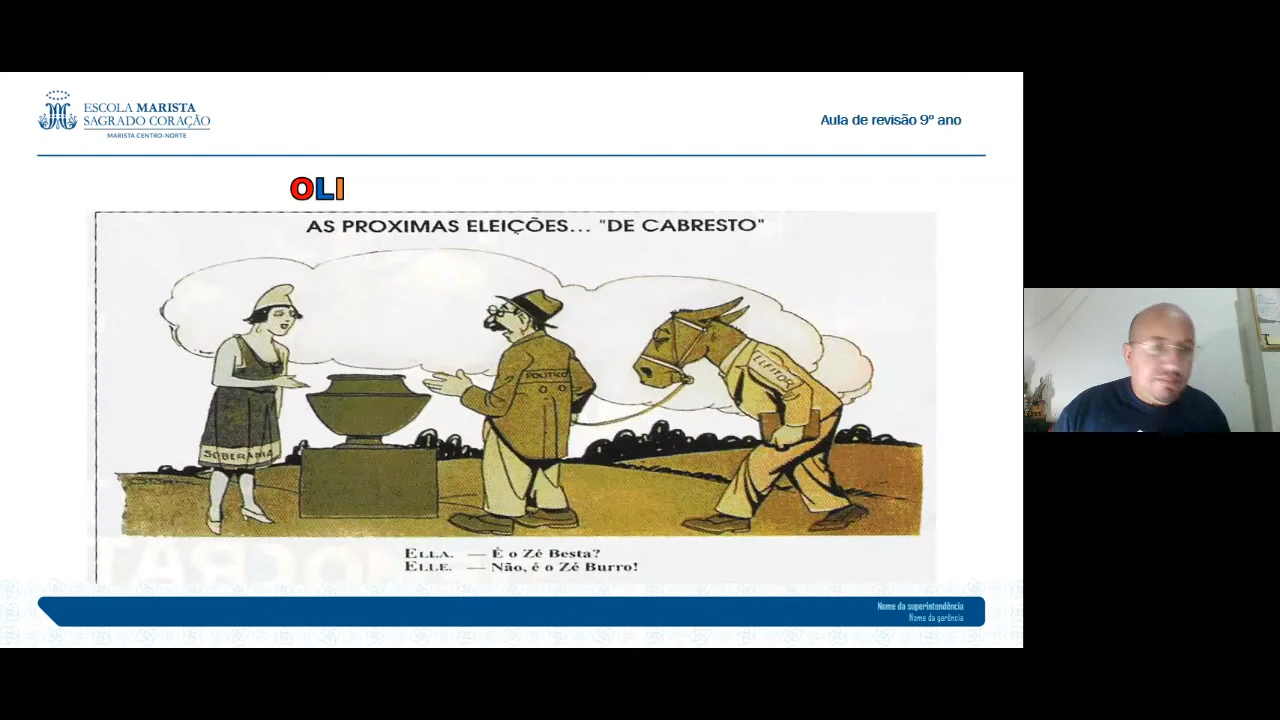 ESCOLA MARISTA
SAGRADO CORAÇÃO
MARISTA CENTRO-NORTE
Aula de revisão 9º ano
OLI
AS PROXIMAS ELEIÇÕES... "DE CABRESTO"
SOBERANIA
POLITICO
ELEITOR
ELLA. — É o Zé Besta?
ELLE. — Não, é o Zé Burro!
Nome da superintendência
Nome da gerência